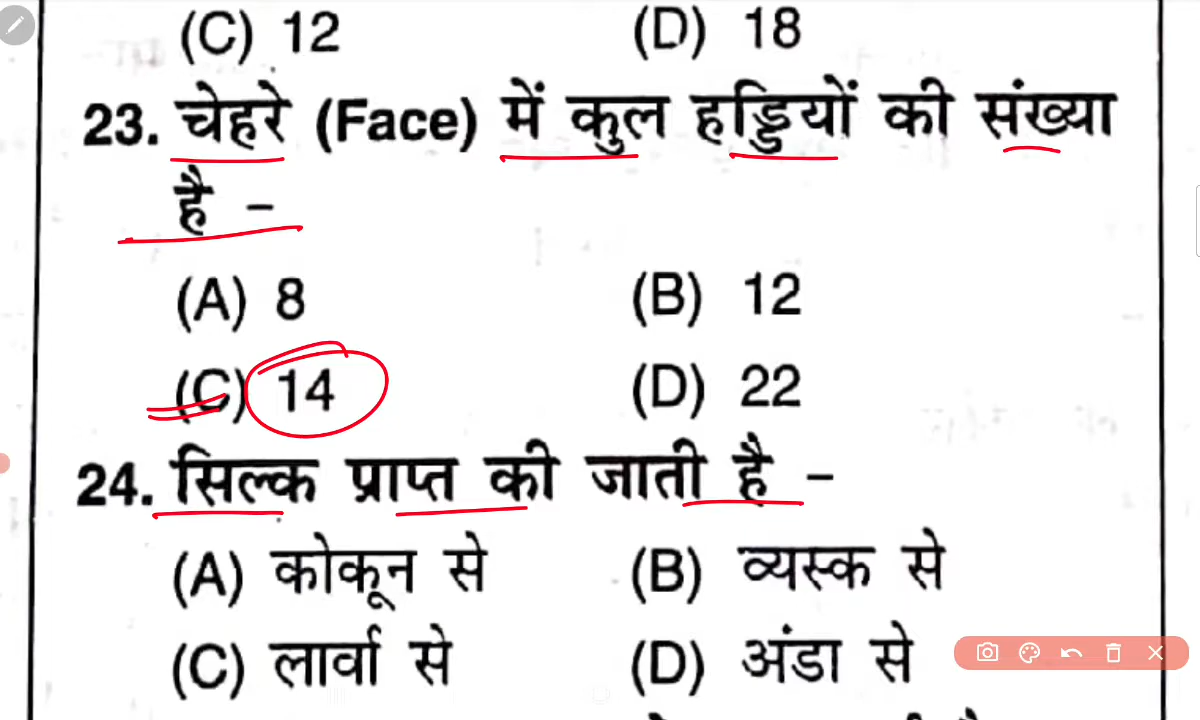 (C) 12 (D) 18
23. चेहरे (Face) में कुल हड्डियों की संख्या
है -
(A) 8 (B) 12
(C) 14 (D) 22
24. सिल्क प्राप्त की जाती है -
(A) कोकून से (B) व्यस्क से
(C) लार्वा से (D) अंडा से